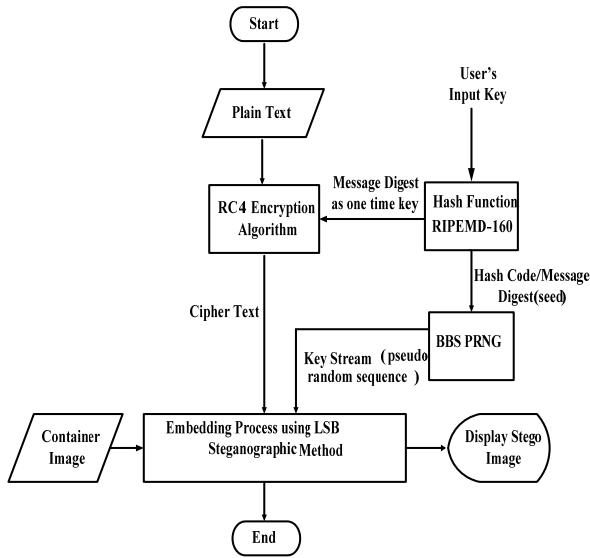 Start
Plain Text
User's
Input Key
RC4 Encryption
Algorithm
Message Digest
as one time key
Hash Function
RIPEMD-160
Hash Code/Message
Digest(seed)
Cipher Text
BBS PRNG
Key Stream (pseudo
random sequence )
Container
Image
Embedding Process using LSB
Steganographic Method
Display Stego
Image
End